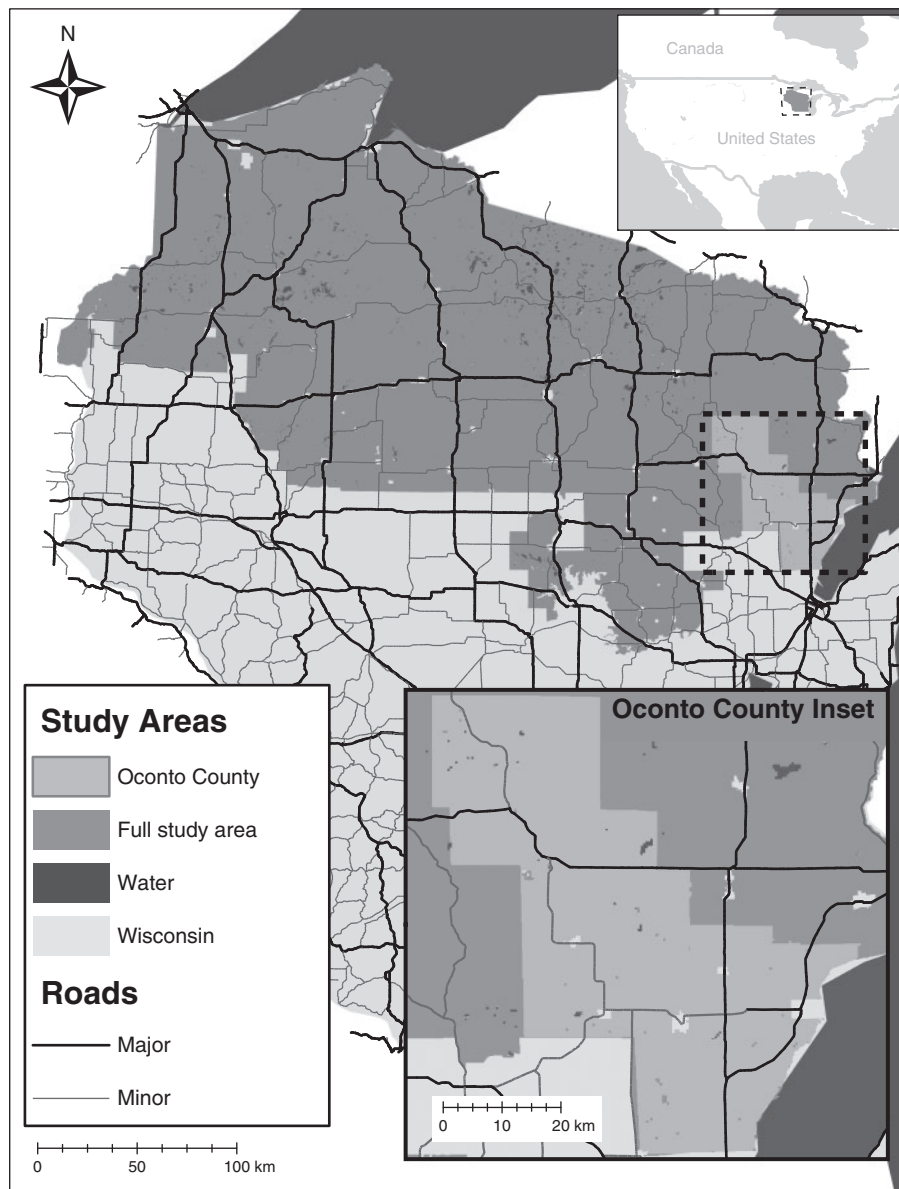 N
Canada
United States
Oconto County Inset
Study Areas
Oconto County
Full study area
Water
Wisconsin
Roads
Major
Minor
0 10 20 km
0 50 100 km